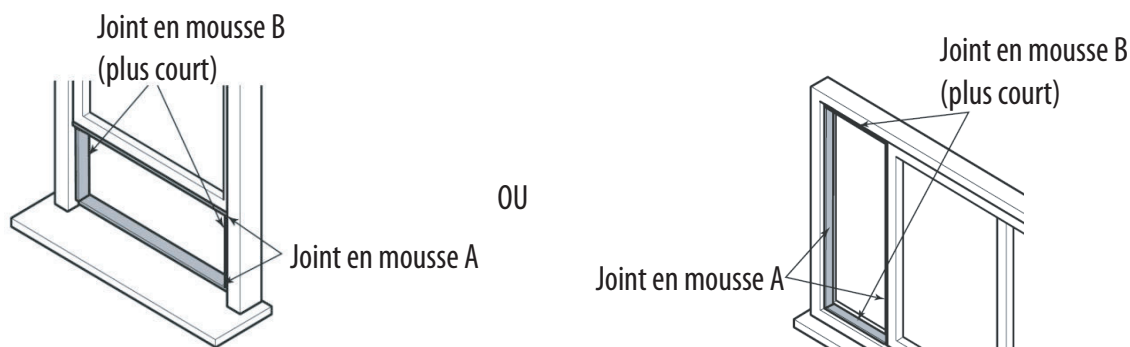 Joint en mousse B
(plus court)
Joint en mousse A
OU
Joint en mousse B
(plus court)
Joint en mousse A